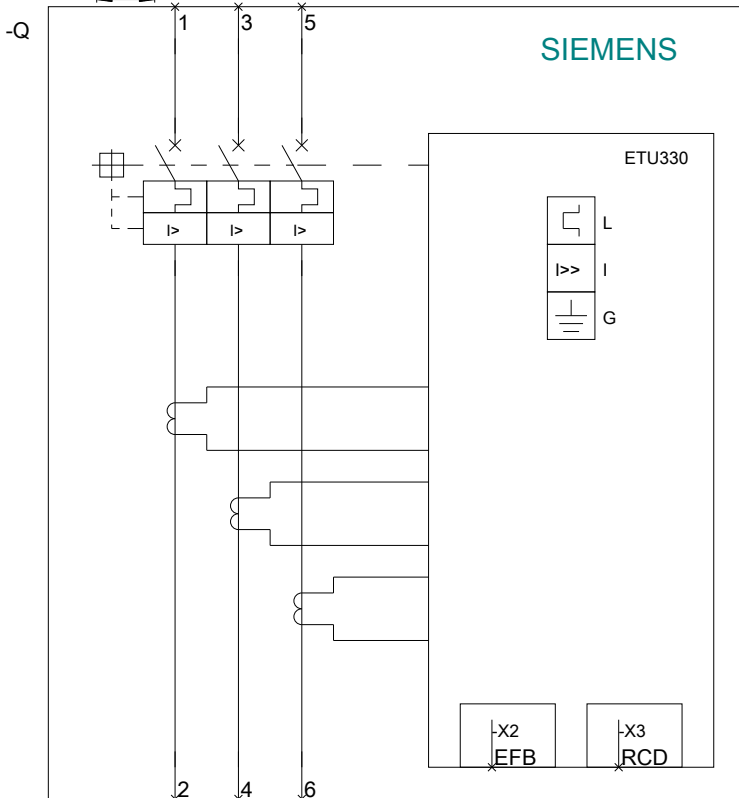 -Q
1 3 5
SIEMENS
ETU330
L
I> I> I>
I>> I
G
-X2 -X3
EFB RCD
2 4 6